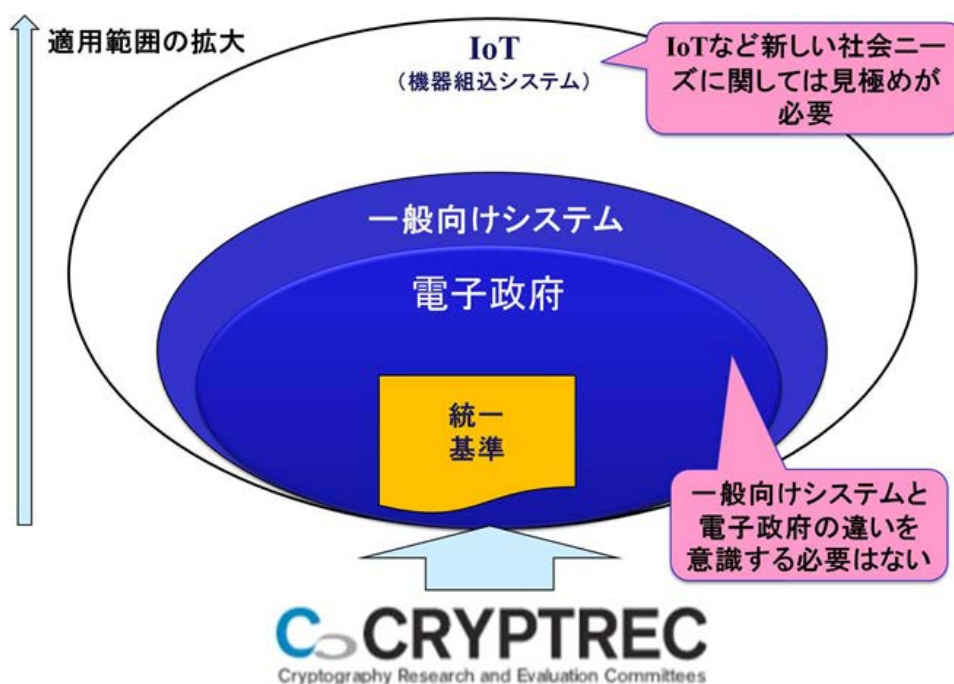 適用範囲の拡大
IoT
(機器組込システム)
IoTなど新しい社会ニー
ズに関しては見極めが
必要
一般向けシステム
電子政府
統一
基準
一般向けシステムと
電子政府の違いを
意識する必要はない
CRYPTREC
Cryptography Research and Evaluation Committees